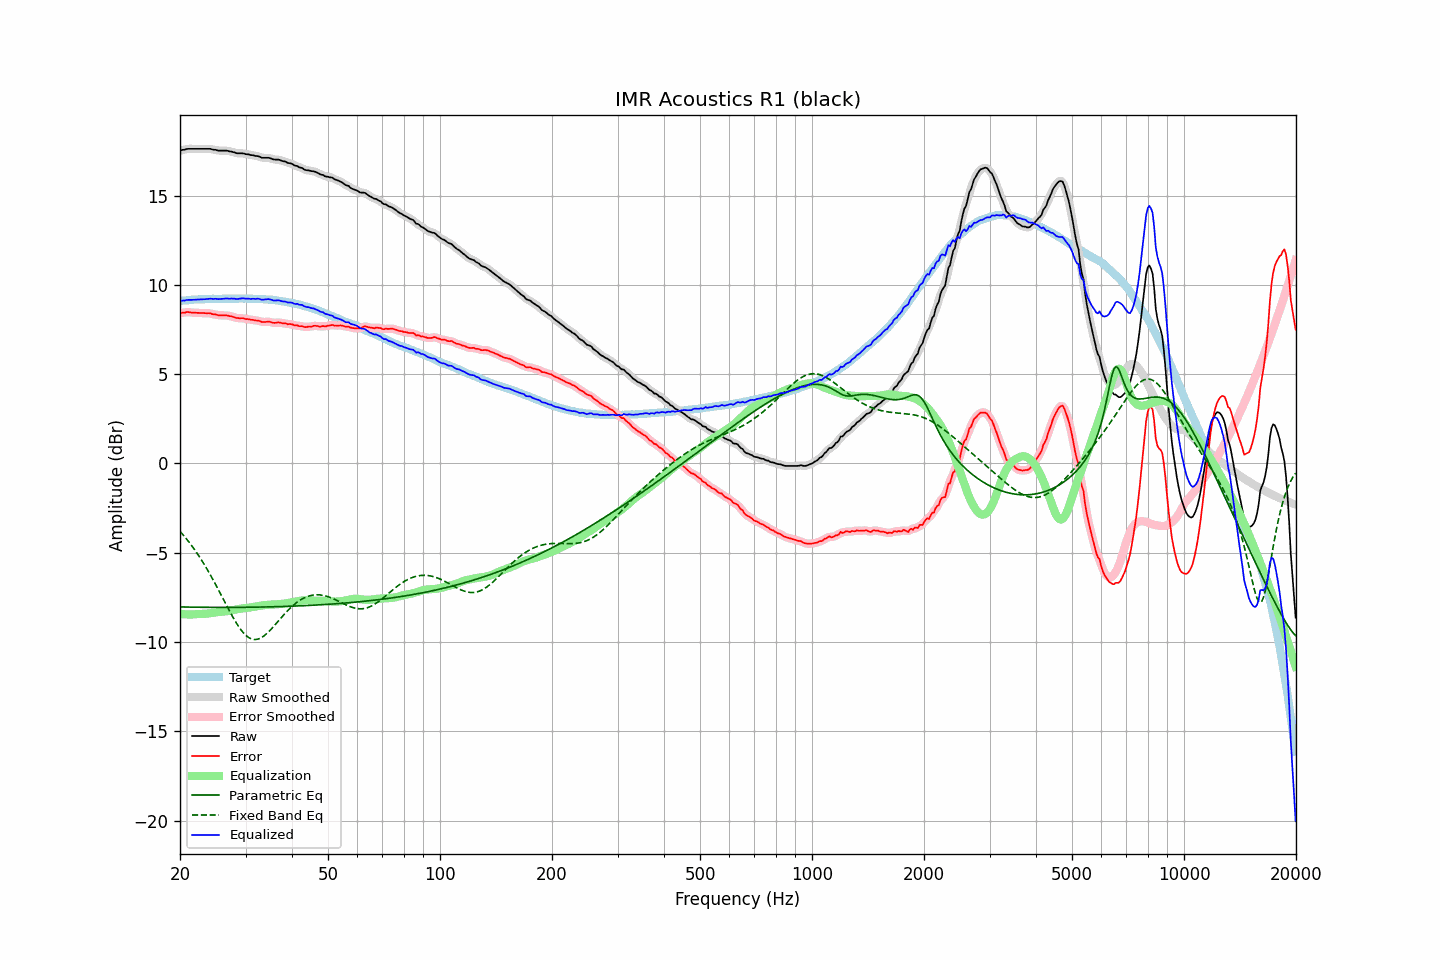 IMR Acoustics R1 (black)
Amplitude (dBr)
15
10
5
0
−5
−10
−15
−20
Target
Raw Smoothed
Error Smoothed
Raw
Error
Equalization
Parametric Eq
Fixed Band Eq
Equalized
20
50
100
200
500
1000
2000
5000
10000
20000
Frequency (Hz)